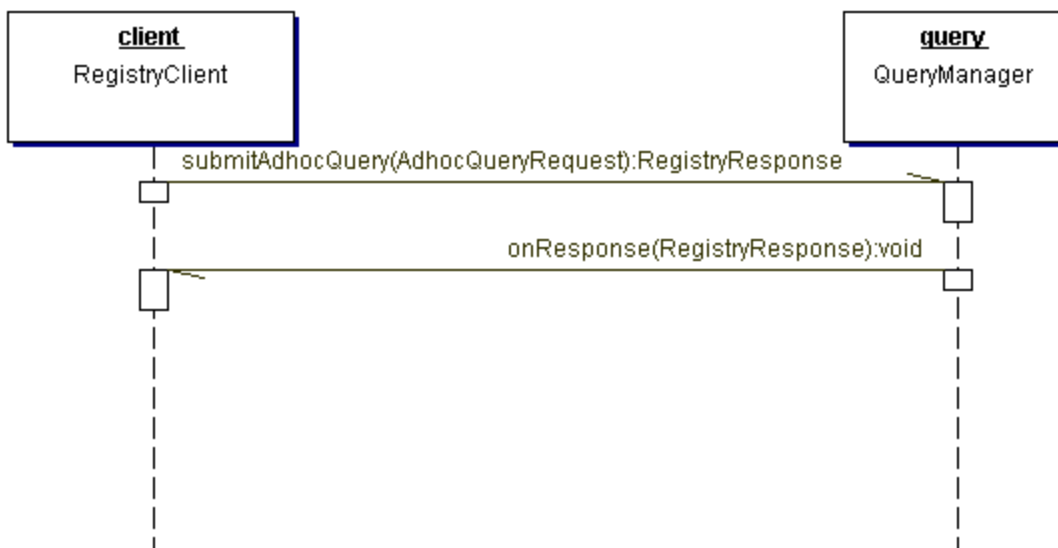 client
RegistryClient
query
QueryManager
submitAdhocQuery(AdhocQueryRequest):RegistryResponse
onResponse(RegistryResponse):void